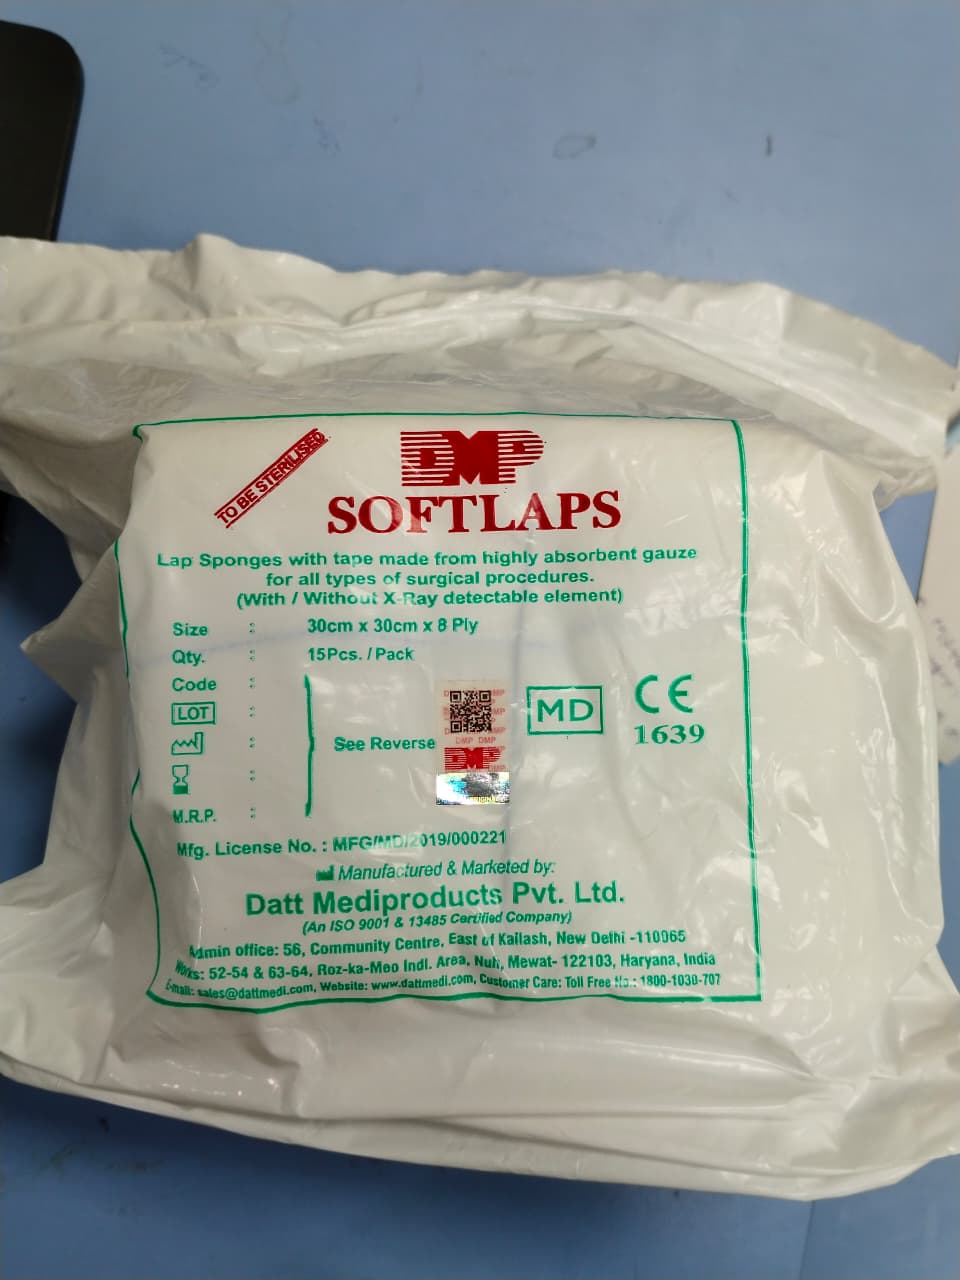 TO BE STERILISED
DMP
SOFTLAPS
Lap Sponges with tape made from highly absorbent gauze
for all types of surgical procedures.
(With / Without X-Ray detectable element)
Size : 30cm x 30cm x 8 Ply
Qty. : 15Pcs. / Pack
Code :
LOT :
See Reverse
M.R.P. :
DMP DMP
DMP
MD
CE
1639
Mfg. License No. : MFG/MD/2019/000221
Manufactured & Marketed by:
Datt Mediproducts Pvt. Ltd.
(An ISO 9001 & 13485 Certified Company)
Admin office: 56, Community Centre, East of Kailash, New Delhi -110065
Works: 52-54 & 63-64, Roz-ka-Meo Indl. Area, Nuh, Mewat- 122103, Haryana, India
E-mail: sales@dattmedi.com, Website: www.dattmedi.com, Customer Care: Toll Free No.: 1800-1030-707